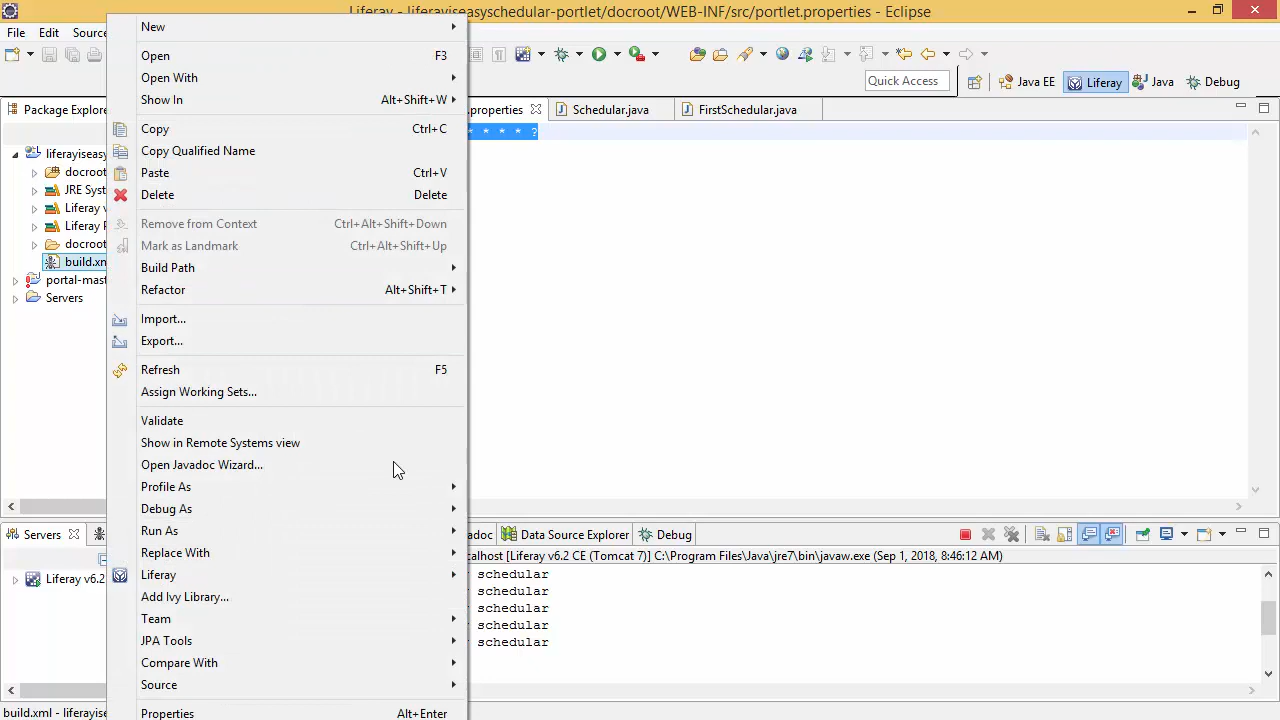 Liferay - liferayiseasyschedular-portlet/docroot/WEB-INF/src/portlet.properties - Eclipse
File Edit Source
Quick Access
Java EE Liferay Java Debug
Package Explore
.properties Schedular.java FirstSchedular.java
* * * * ?
liferayiseasy
docroot
JRE Syst
Liferay v
Liferay P
docroot
build.xm
portal-mast
Servers
New
Open F3
Open With
Show In Alt+Shift+W
Copy Ctrl+C
Copy Qualified Name
Paste Ctrl+V
Delete Delete
Remove from Context Ctrl+Alt+Shift+Down
Mark as Landmark Ctrl+Alt+Shift+Up
Build Path
Refactor Alt+Shift+T
Import...
Export...
Refresh F5
Assign Working Sets...
Validate
Show in Remote Systems view
Open Javadoc Wizard...
Profile As
Debug As
Run As
Replace With
Liferay
Add Ivy Library...
Team
JPA Tools
Compare With
Source
Properties Alt+Enter
Servers
Liferay v6.2
doc Data Source Explorer Debug
calhost [Liferay v6.2 CE (Tomcat 7)] C:\Program Files\Java\jre7\bin\javaw.exe (Sep 1, 2018, 8:46:12 AM)
schedular
schedular
schedular
schedular
schedular
build.xml - liferayise